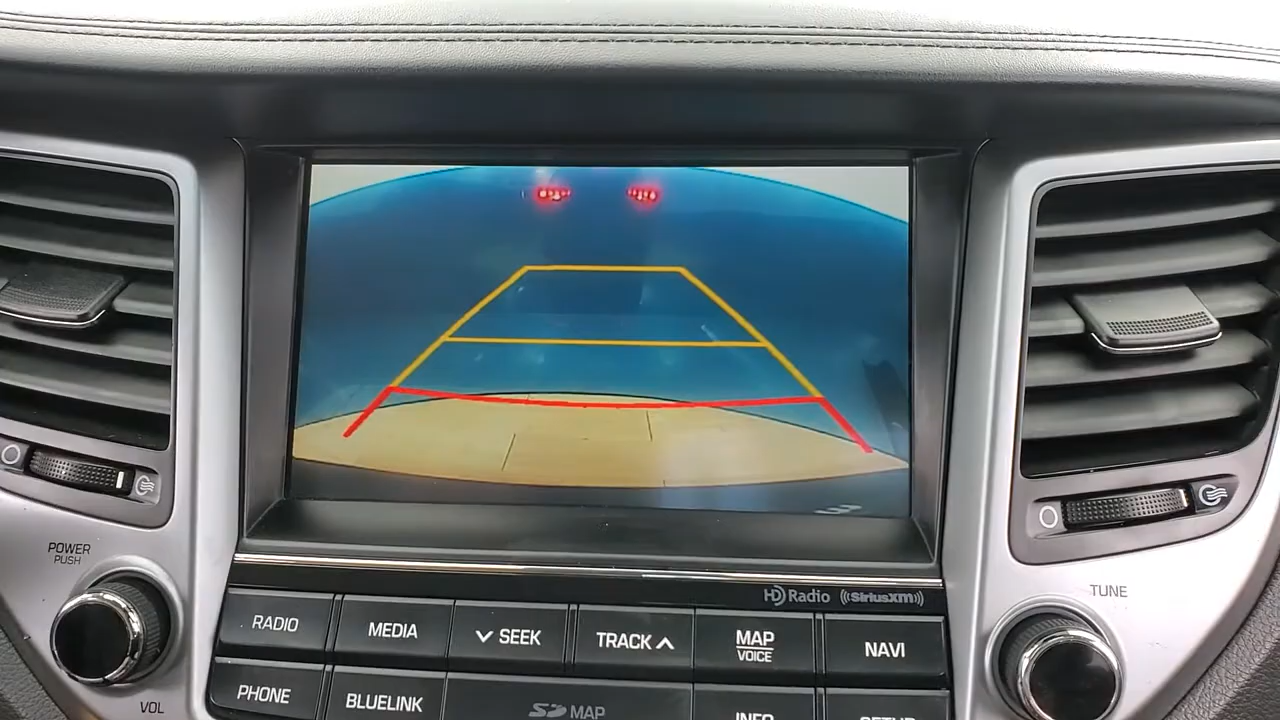 POWER
PUSH
VOL
TUNE
HD Radio
SiriusXM
RADIO
MEDIA
SEEK
TRACK
MAP
VOICE
NAVI
PHONE
BLUELINK
SD MAP
INFO
SETUP